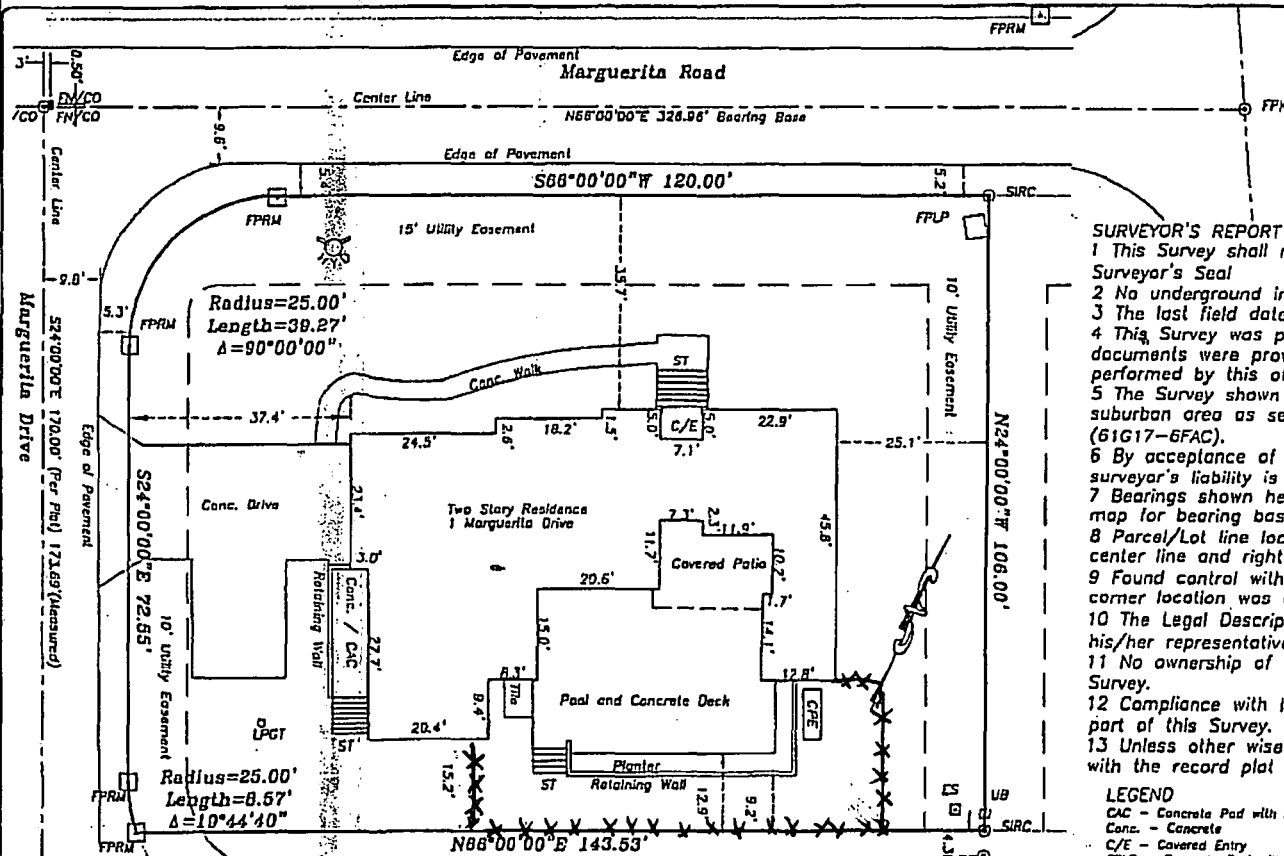 FPRM
Edge of Pavement
Marguerita Road
3'
0.50'
Center Line
FN/CO
/CO
FN/CO
N66°00'00"E 326.96' Bearing Base
9.6'
Center Line
Edge of Pavement
S66°00'00"W 120.00'
5.4'
5.2'
SIRC
FPRM
FPLP
15' Utility Easement
35.7'
9.8'
5.3'
FPRM
Radius=25.00'
Length=39.27'
Δ=90°00'00"
10' Utility Easement
Marguerita Drive
S24°00'00"E 170.00' (Per Plat) 173.69'(Measured)
Edge of Pavement
Conc. Walk
ST
37.4'
24.5'
2.6'
18.2'
1.5'
5.0'
C/E
5.0'
7.1'
22.9'
25.1'
N24°00'00"W 106.00'
S24°00'00"E 72.55'
Conc. Drive
23.4'
Two Story Residence
1 Marguerita Drive
45.8'
7.3'
2.1'
11.9'
11.7'
Covered Patio
10.2'
3.0'
20.6'
1.7'
Retaining Wall
Conc. / CAC
27.7'
15.0'
14.1'
10' Utility Easement
8.3'
Tile
12.8'
8.4'
Pool and Concrete Deck
CPE
LPGT
ST
20.4'
Planter
Retaining Wall
ST
15.2'
12.9'
9.2'
Radius=25.00'
Length=8.57'
Δ=19°44'40"
FPRM
FPRM
ES
UB
SIRC
4.3
N66°00'00"E 143.53'
SURVEYOR'S REPORT
1 This Survey shall
Surveyor's Seal
2 No underground
3 The last field
4 This Survey was
documents were
performed by this
5 The Survey shown
suburban area as
(61G17-6FAC).
6 By acceptance of
surveyor's liability is
7 Bearings shown
map for bearing
8 Parcel/Lot line
center line and right
9 Found control with
corner location was
10 The Legal
his/her
11 No ownership of
Survey.
12 Compliance with
part of this Survey.
13 Unless other wise
with the record plat
LEGEND
CAC - Concrete Pad with
Conc. - Concrete
C/E - Covered Entry